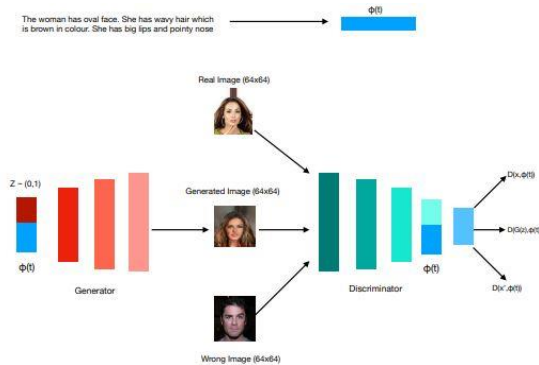 The woman has oval face. She has wavy hair which
is brown in colour. She has big lips and pointy nose
ϕ(t)
Real Image (64x64)
Z ~ (0,1)
Generated Image (64x64)
D(x,ϕ(t))
D(G(z),ϕ(t)
D(x',ϕ(t))
ϕ(t)
ϕ(t)
Generator
Discriminator
Wrong Image (64x64)